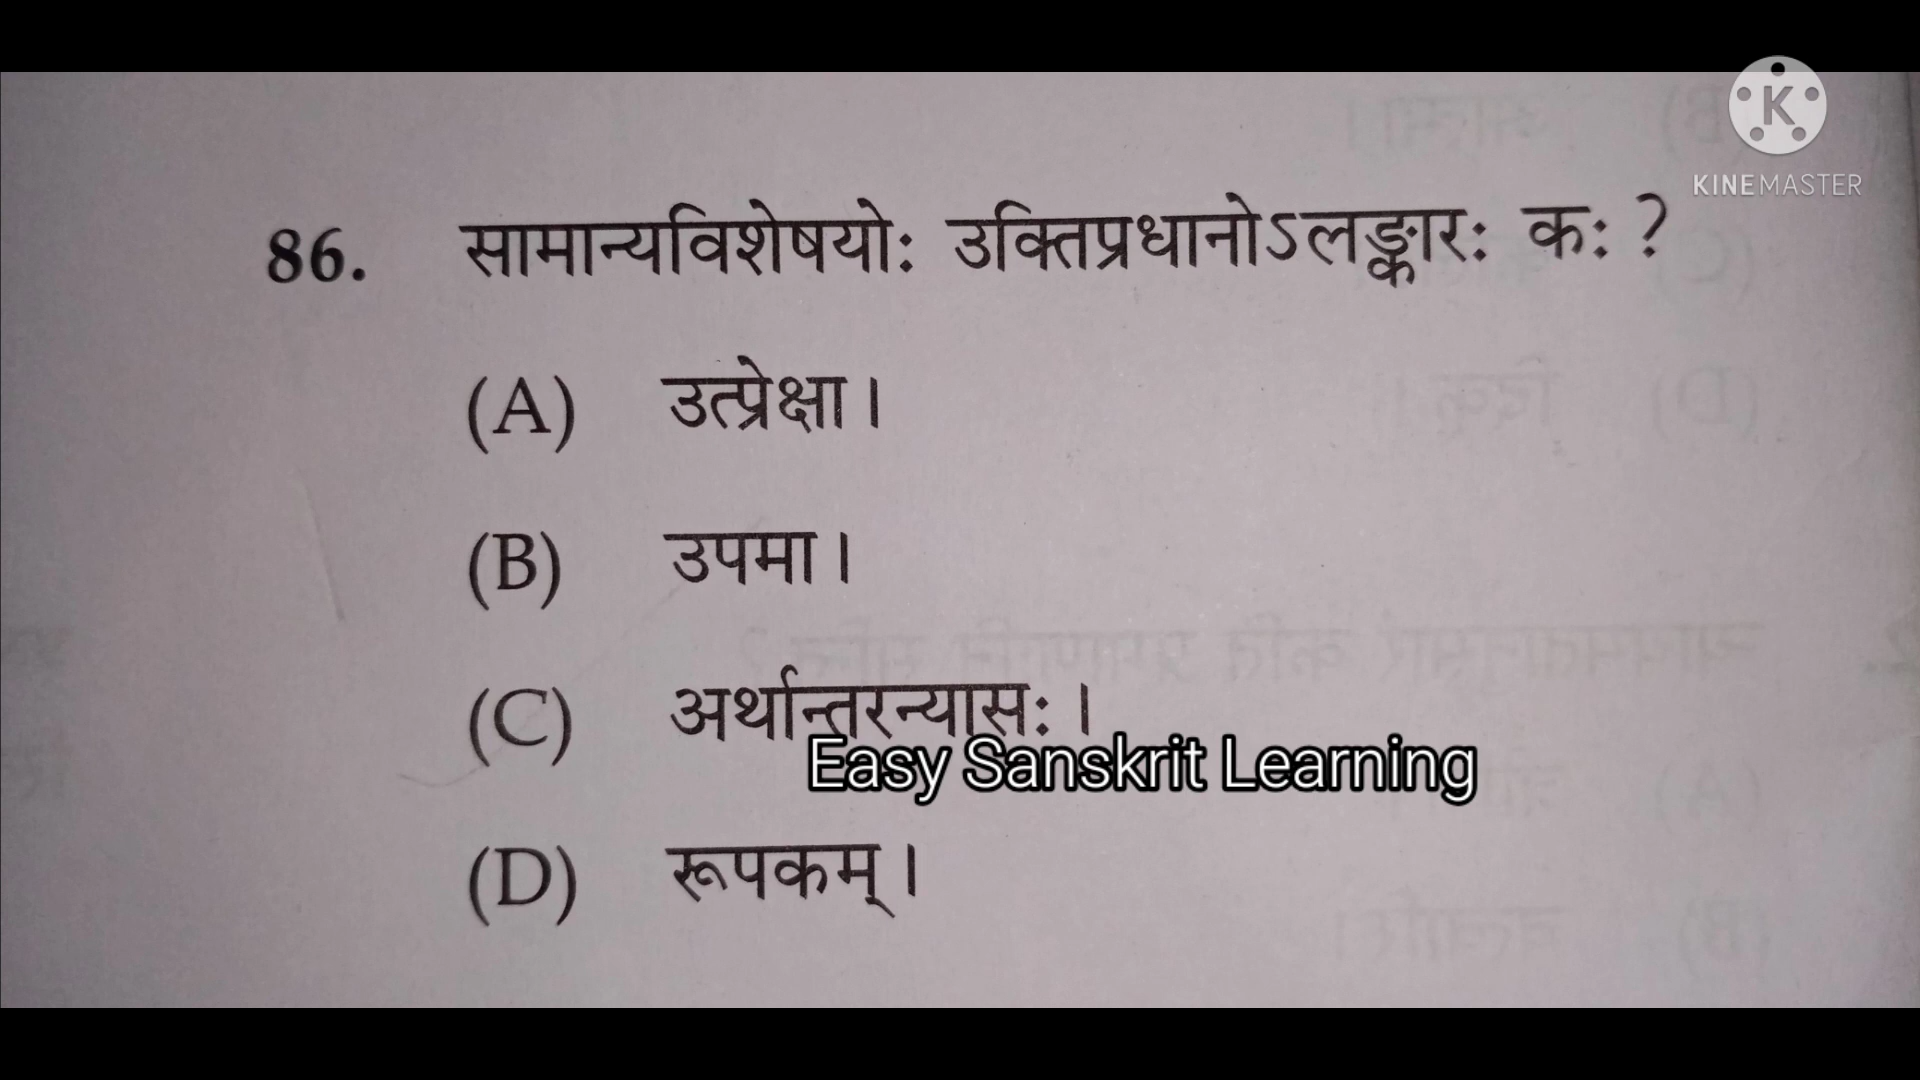 K
KINEMASTER
86. सामान्यविशेषयोः उक्तिप्रधानोऽलङ्कारः कः ?
(A) उत्प्रेक्षा।
(B) उपमा।
(C) अर्थान्तरन्यासः।
Easy Sanskrit Learning
(D) रूपकम्।